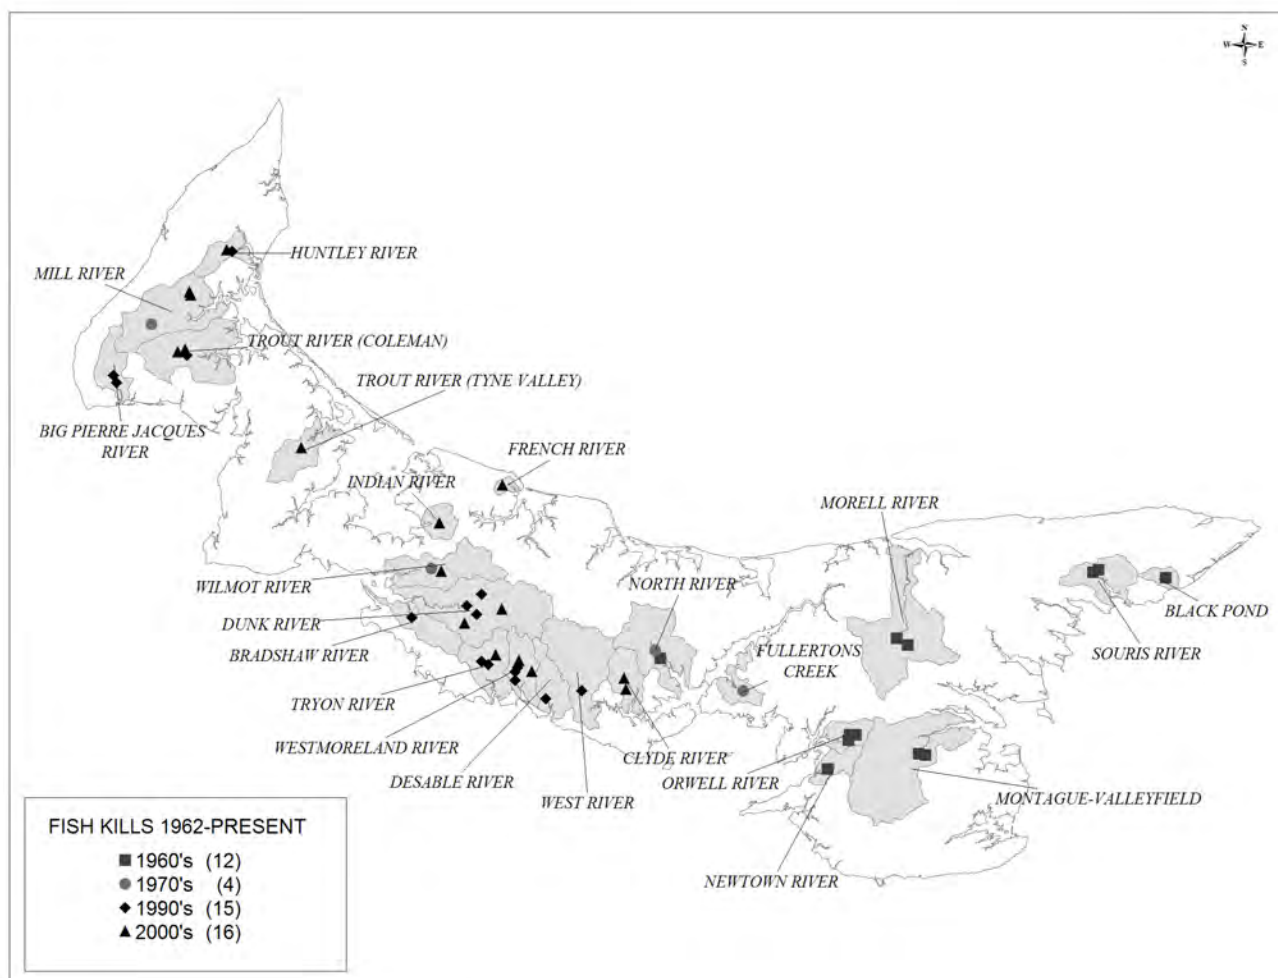 N
W E
S
HUNTLEY RIVER
MILL RIVER
TROUT RIVER (COLEMAN)
TROUT RIVER (TYNE VALLEY)
BIG PIERRE JACQUES
RIVER
FRENCH RIVER
INDIAN RIVER
MORELL RIVER
WILMOT RIVER
NORTH RIVER
BLACK POND
DUNK RIVER
FULLERTONS
CREEK
SOURIS RIVER
BRADSHAW RIVER
TRYON RIVER
WESTMORELAND RIVER
CLYDE RIVER
DESABLE RIVER
ORWELL RIVER
WEST RIVER
MONTAGUE-VALLEYFIELD
NEWTOWN RIVER
FISH KILLS 1962-PRESENT
1960's (12)
1970's (4)
1990's (15)
2000's (16)